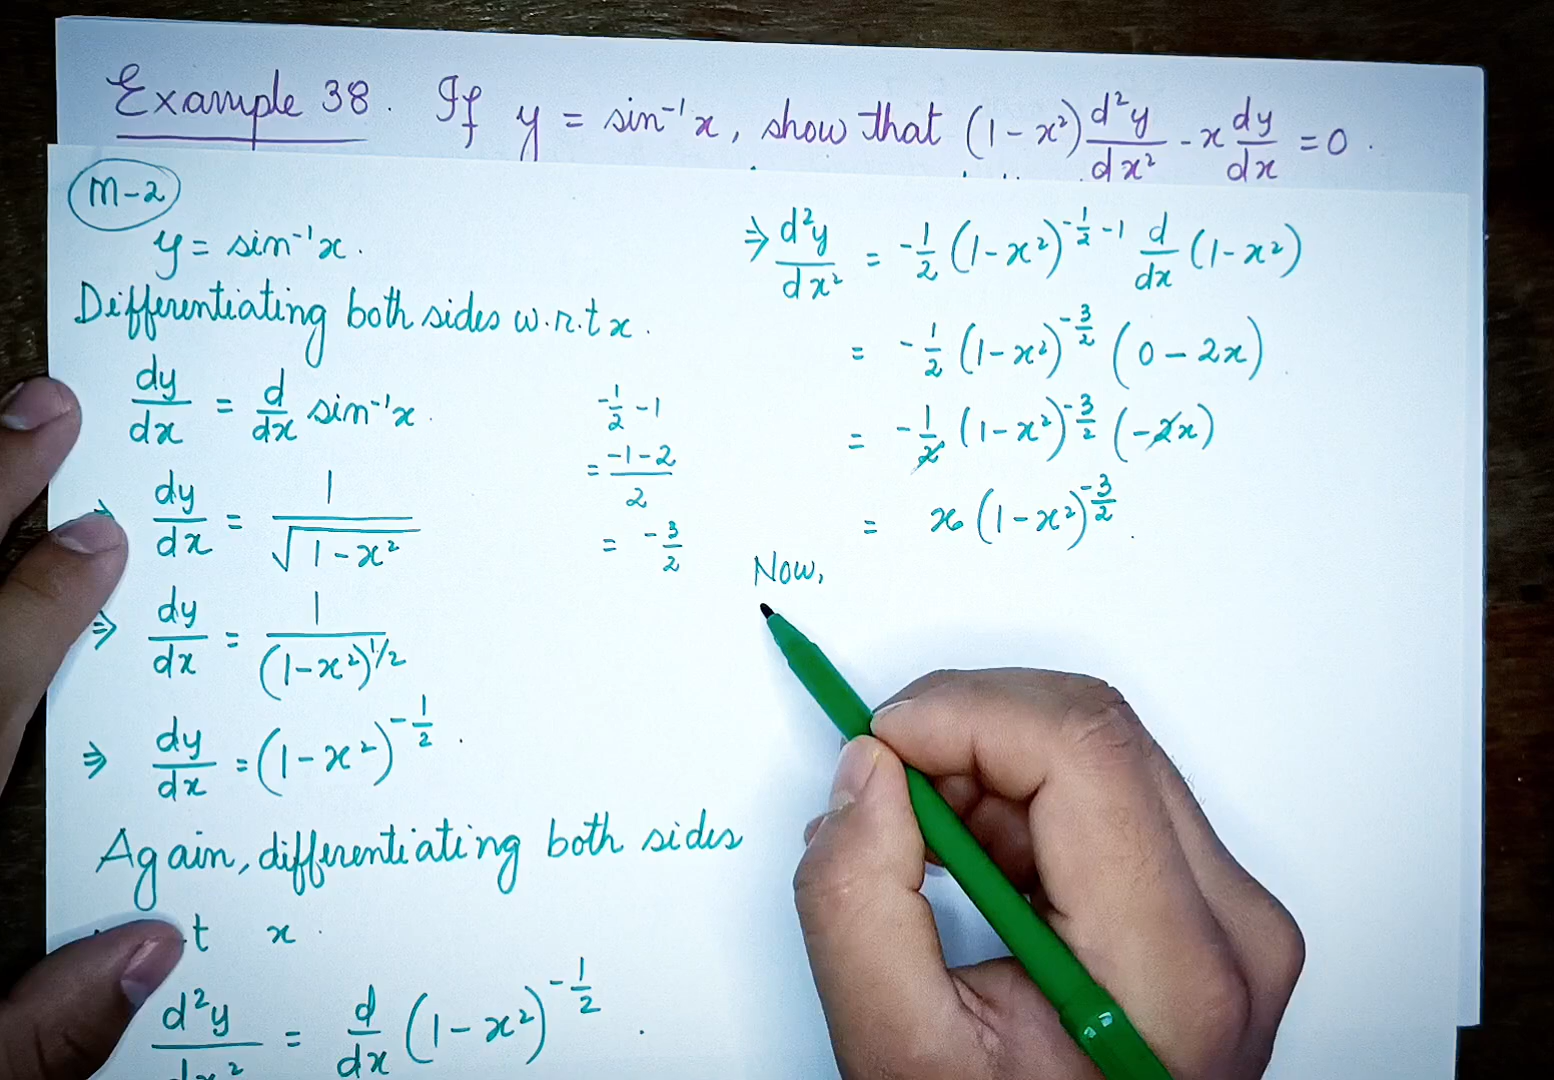 Example 38. If y = sin⁻¹x, show that (1-x²) d²y/dx² - x dy/dx = 0.
M-2
y = sin⁻¹x.
Differentiating both sides w.r.t x.
dy/dx = d/dx sin⁻¹x.
⇒ dy/dx = 1/√(1-x²)
⇒ dy/dx = 1/(1-x²)^1/2
⇒ dy/dx = (1-x²)^-1/2.
Again, differentiating both sides
t x.
d²y/dx² = d/dx (1-x²)^-1/2.
-1/2 -1
= -1-2/2
= -3/2
⇒ d²y/dx² = -1/2 (1-x²)^-1/2 -1 d/dx (1-x²)
= -1/2 (1-x²)^-3/2 (0-2x)
= -1/2 (1-x²)^-3/2 (-2x)
= x (1-x²)^-3/2.
Now,